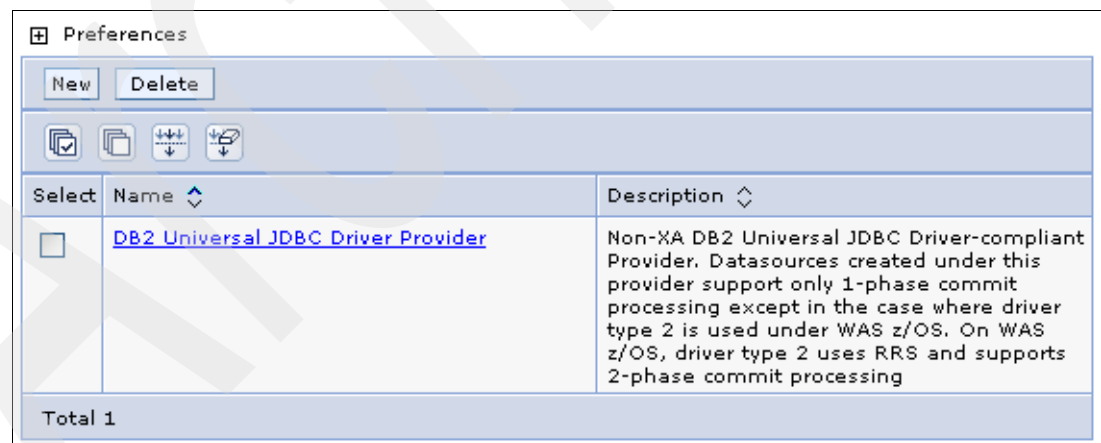 Preferences
New Delete
Select Name Description
DB2 Universal JDBC Driver Provider
Non-XA DB2 Universal JDBC Driver-compliant
Provider. Datasources created under this
provider support only 1-phase commit
processing except in the case where driver
type 2 is used under WAS z/OS. On WAS
z/OS, driver type 2 uses RRS and supports
2-phase commit processing
Total 1